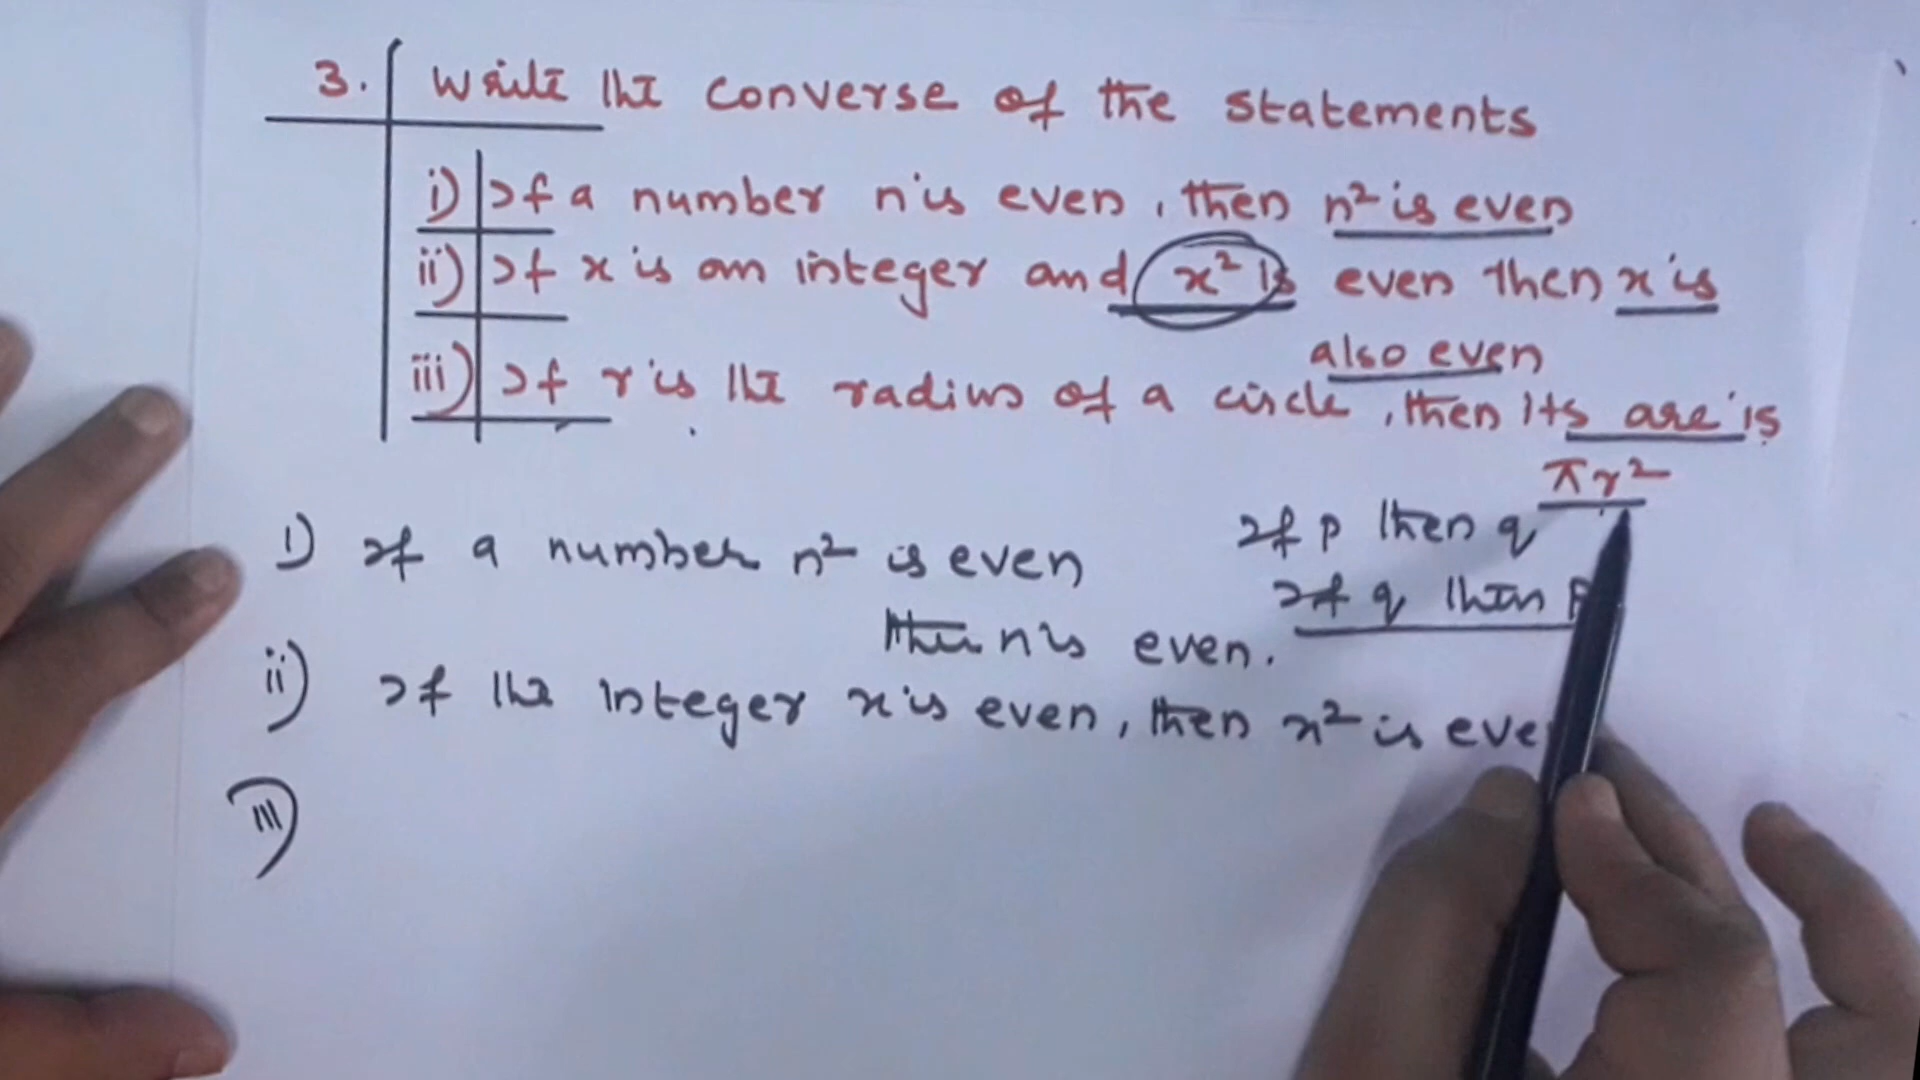 3. Write the converse of the statements
i) If a number n is even, then n² is even
ii) If x is an integer and x² is even then x is
also even
iii) If r is the radius of a circle, then its are is
πr²
If p then q
If q then p
1) If a number n² is even
then n is even.
ii) If the integer x is even, then x² is eve
iii)